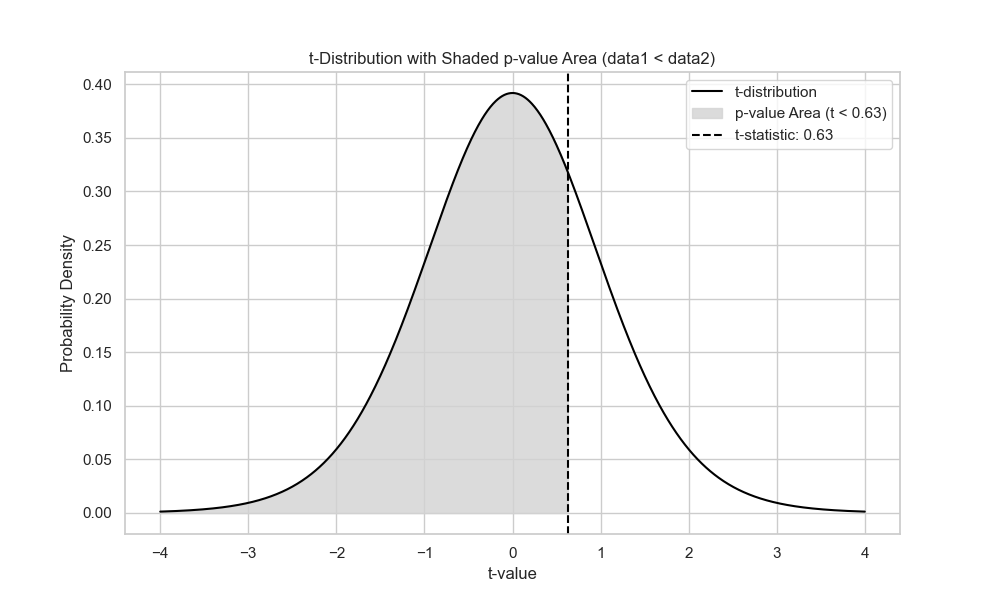 t-Distribution with Shaded p-value Area (data1 < data2)
t-distribution
p-value Area (t < 0.63)
t-statistic: 0.63
Probability Density
0.40
0.35
0.30
0.25
0.20
0.15
0.10
0.05
0.00
−4 −3 −2 −1 0 1 2 3 4
t-value